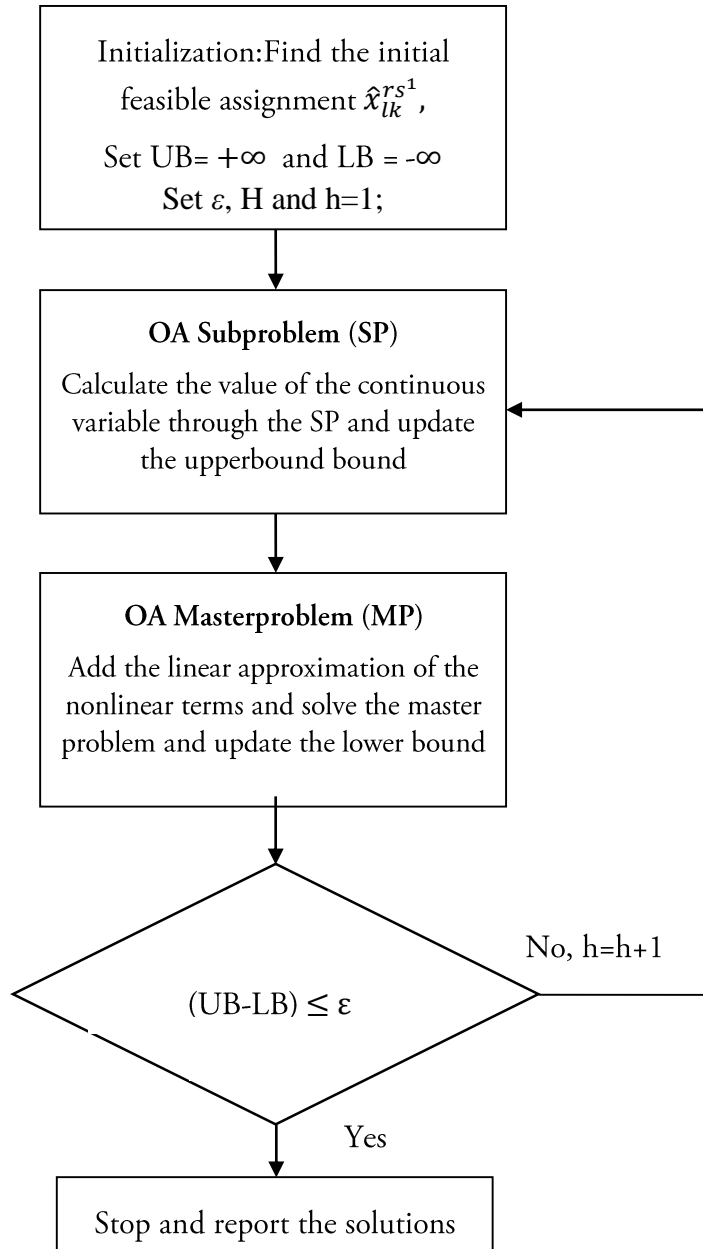 Initialization:Find the initial
feasible assignment x̂_{lk}^{rs^1},
Set UB= +∞ and LB = -∞
Set ε, H and h=1;
OA Subproblem (SP)
Calculate the value of the continuous
variable through the SP and update
the upperbound bound
OA Masterproblem (MP)
Add the linear approximation of the
nonlinear terms and solve the master
problem and update the lower bound
No, h=h+1
(UB-LB) ≤ ε
Yes
Stop and report the solutions